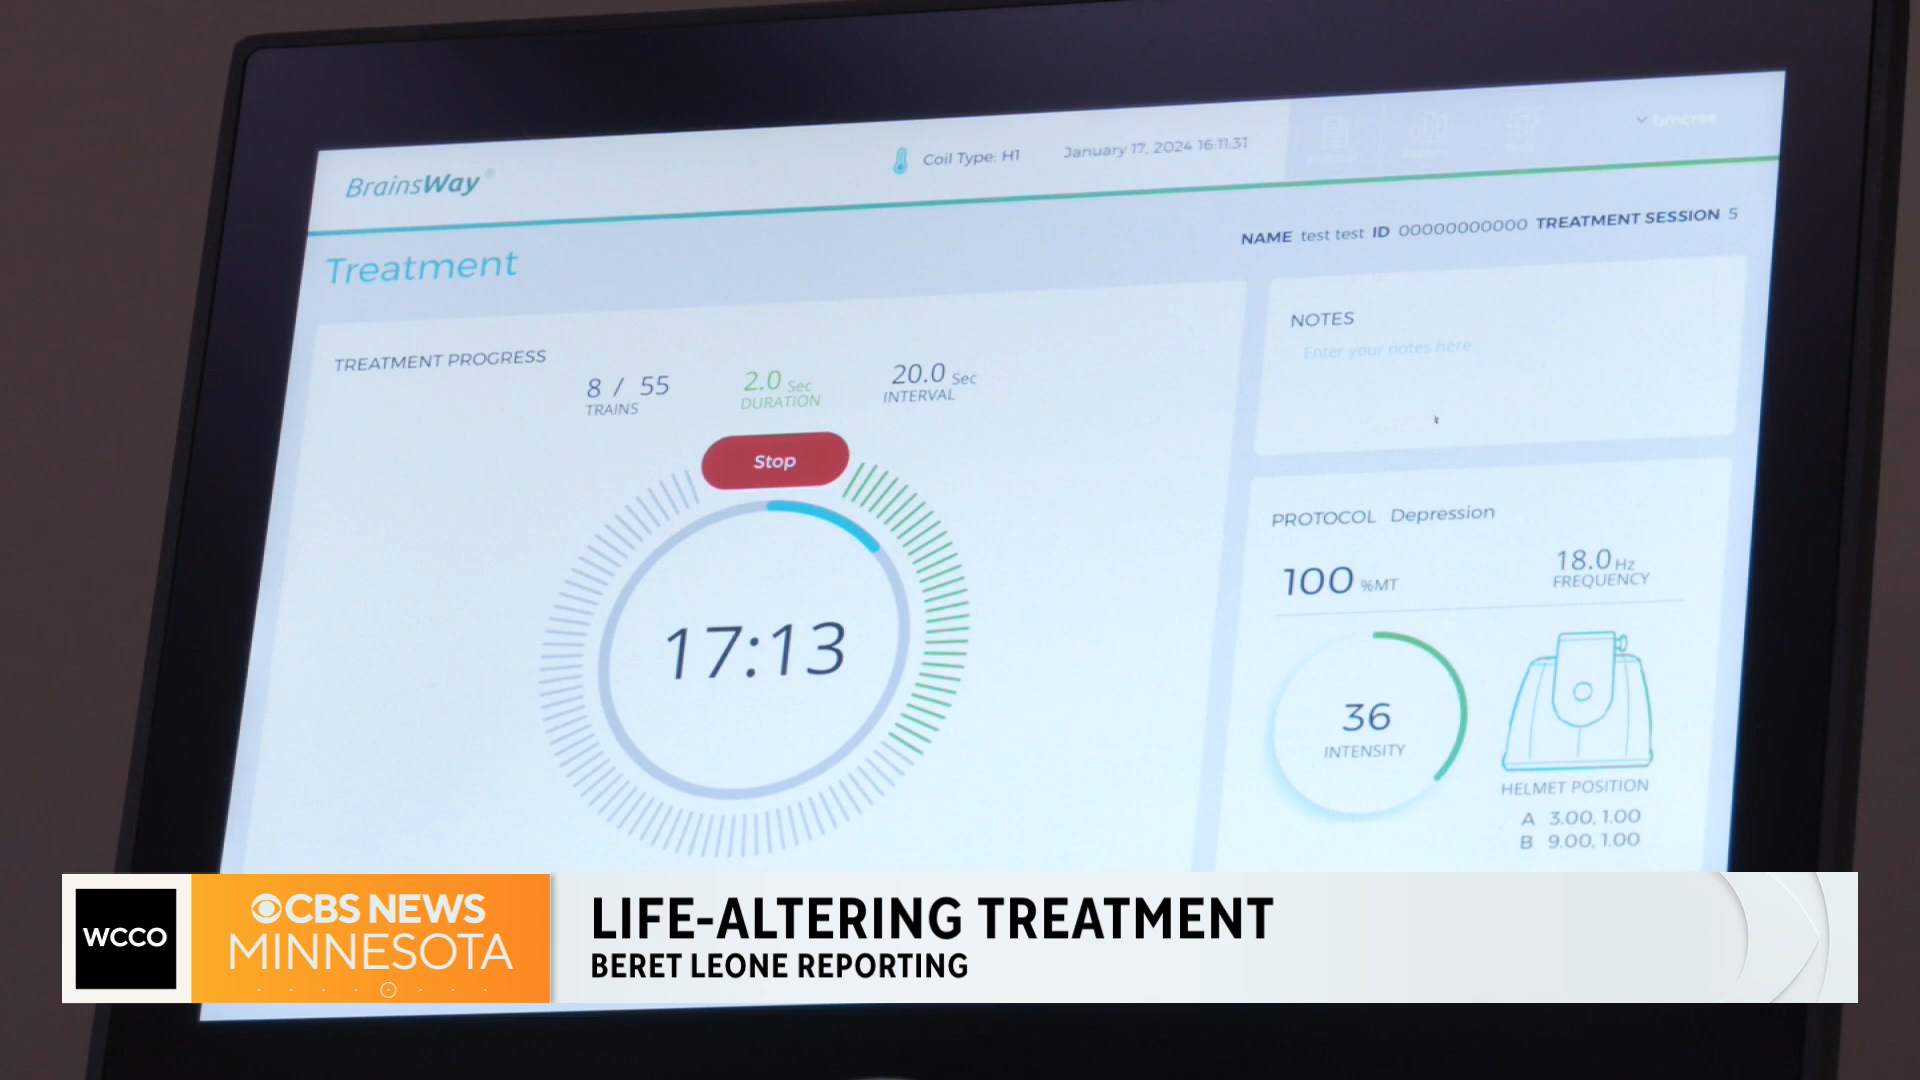 BrainsWay®
Coil Type: H1
January 17, 2024 16:11:31
NAME test test ID 00000000000 TREATMENT SESSION 5
Treatment
TREATMENT PROGRESS
8 / 55
TRAINS
2.0 Sec
DURATION
20.0 Sec
INTERVAL
Stop
17:13
NOTES
Enter your notes here
PROTOCOL Depression
100 %MT
18.0 Hz
FREQUENCY
36
INTENSITY
HELMET POSITION
A 3.00, 1.00
B 9.00, 1.00
WCCO
CBS NEWS
MINNESOTA
LIFE-ALTERING TREATMENT
BERET LEONE REPORTING